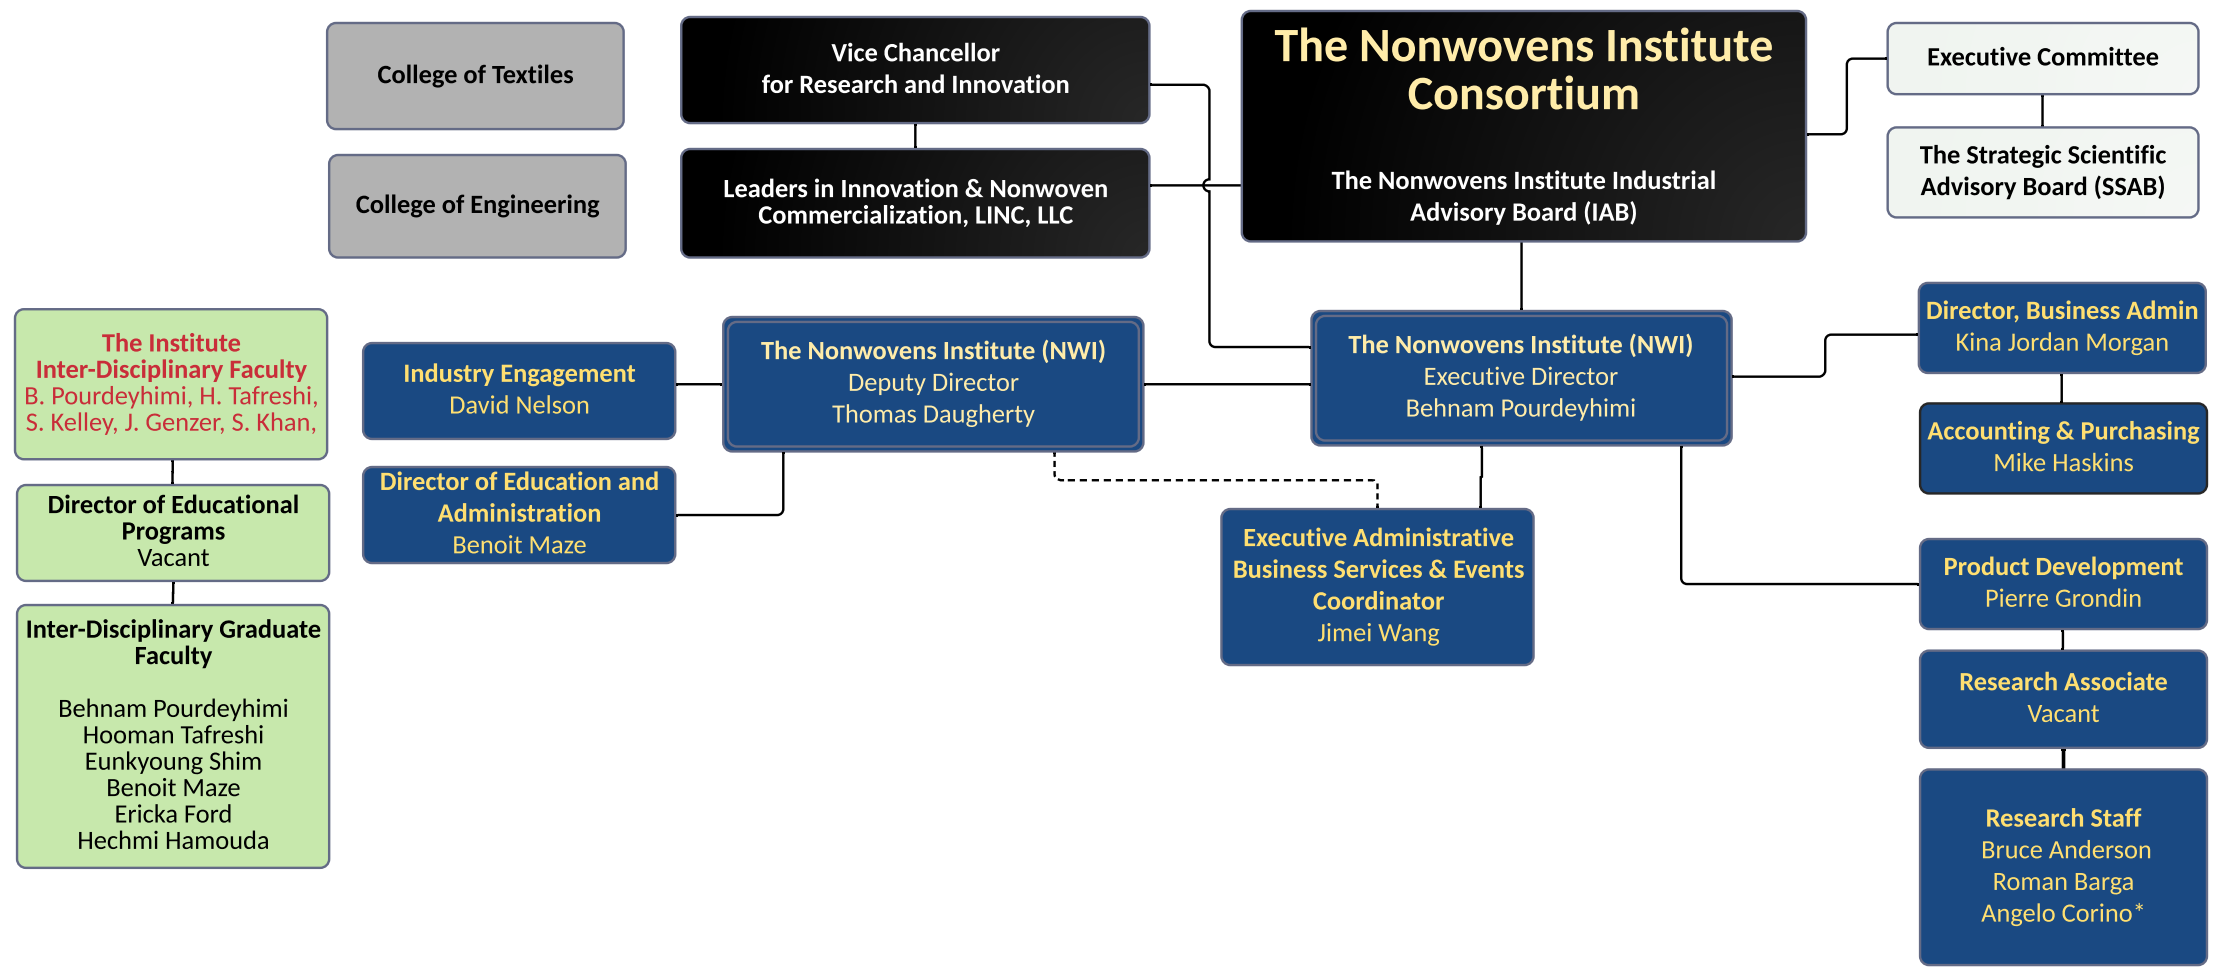 College of Textiles
College of Engineering
Vice Chancellor
for Research and Innovation
Leaders in Innovation & Nonwoven
Commercialization, LINC, LLC
The Nonwovens Institute
Consortium
The Nonwovens Institute Industrial
Advisory Board (IAB)
Executive Committee
The Strategic Scientific
Advisory Board (SSAB)
The Institute
Inter-Disciplinary Faculty
B. Pourdeyhimi, H. Tafreshi,
S. Kelley, J. Genzer, S. Khan,
Director of Educational
Programs
Vacant
Inter-Disciplinary Graduate
Faculty
Behnam Pourdeyhimi
Hooman Tafreshi
Eunkyoung Shim
Benoit Maze
Ericka Ford
Hechmi Hamouda
Industry Engagement
David Nelson
Director of Education and
Administration
Benoit Maze
The Nonwovens Institute (NWI)
Deputy Director
Thomas Daugherty
The Nonwovens Institute (NWI)
Executive Director
Behnam Pourdeyhimi
Executive Administrative
Business Services & Events
Coordinator
Jimei Wang
Director, Business Admin
Kina Jordan Morgan
Accounting & Purchasing
Mike Haskins
Product Development
Pierre Grondin
Research Associate
Vacant
Research Staff
Bruce Anderson
Roman Barga
Angelo Corino*